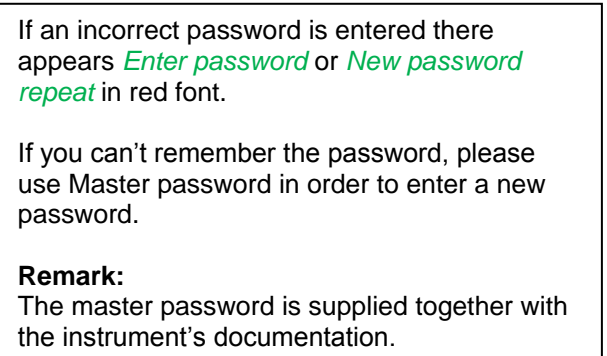 If an incorrect password is entered there
appears Enter password or New password
repeat in red font.
If you can’t remember the password, please
use Master password in order to enter a new
password.
Remark:
The master password is supplied together with
the instrument’s documentation.